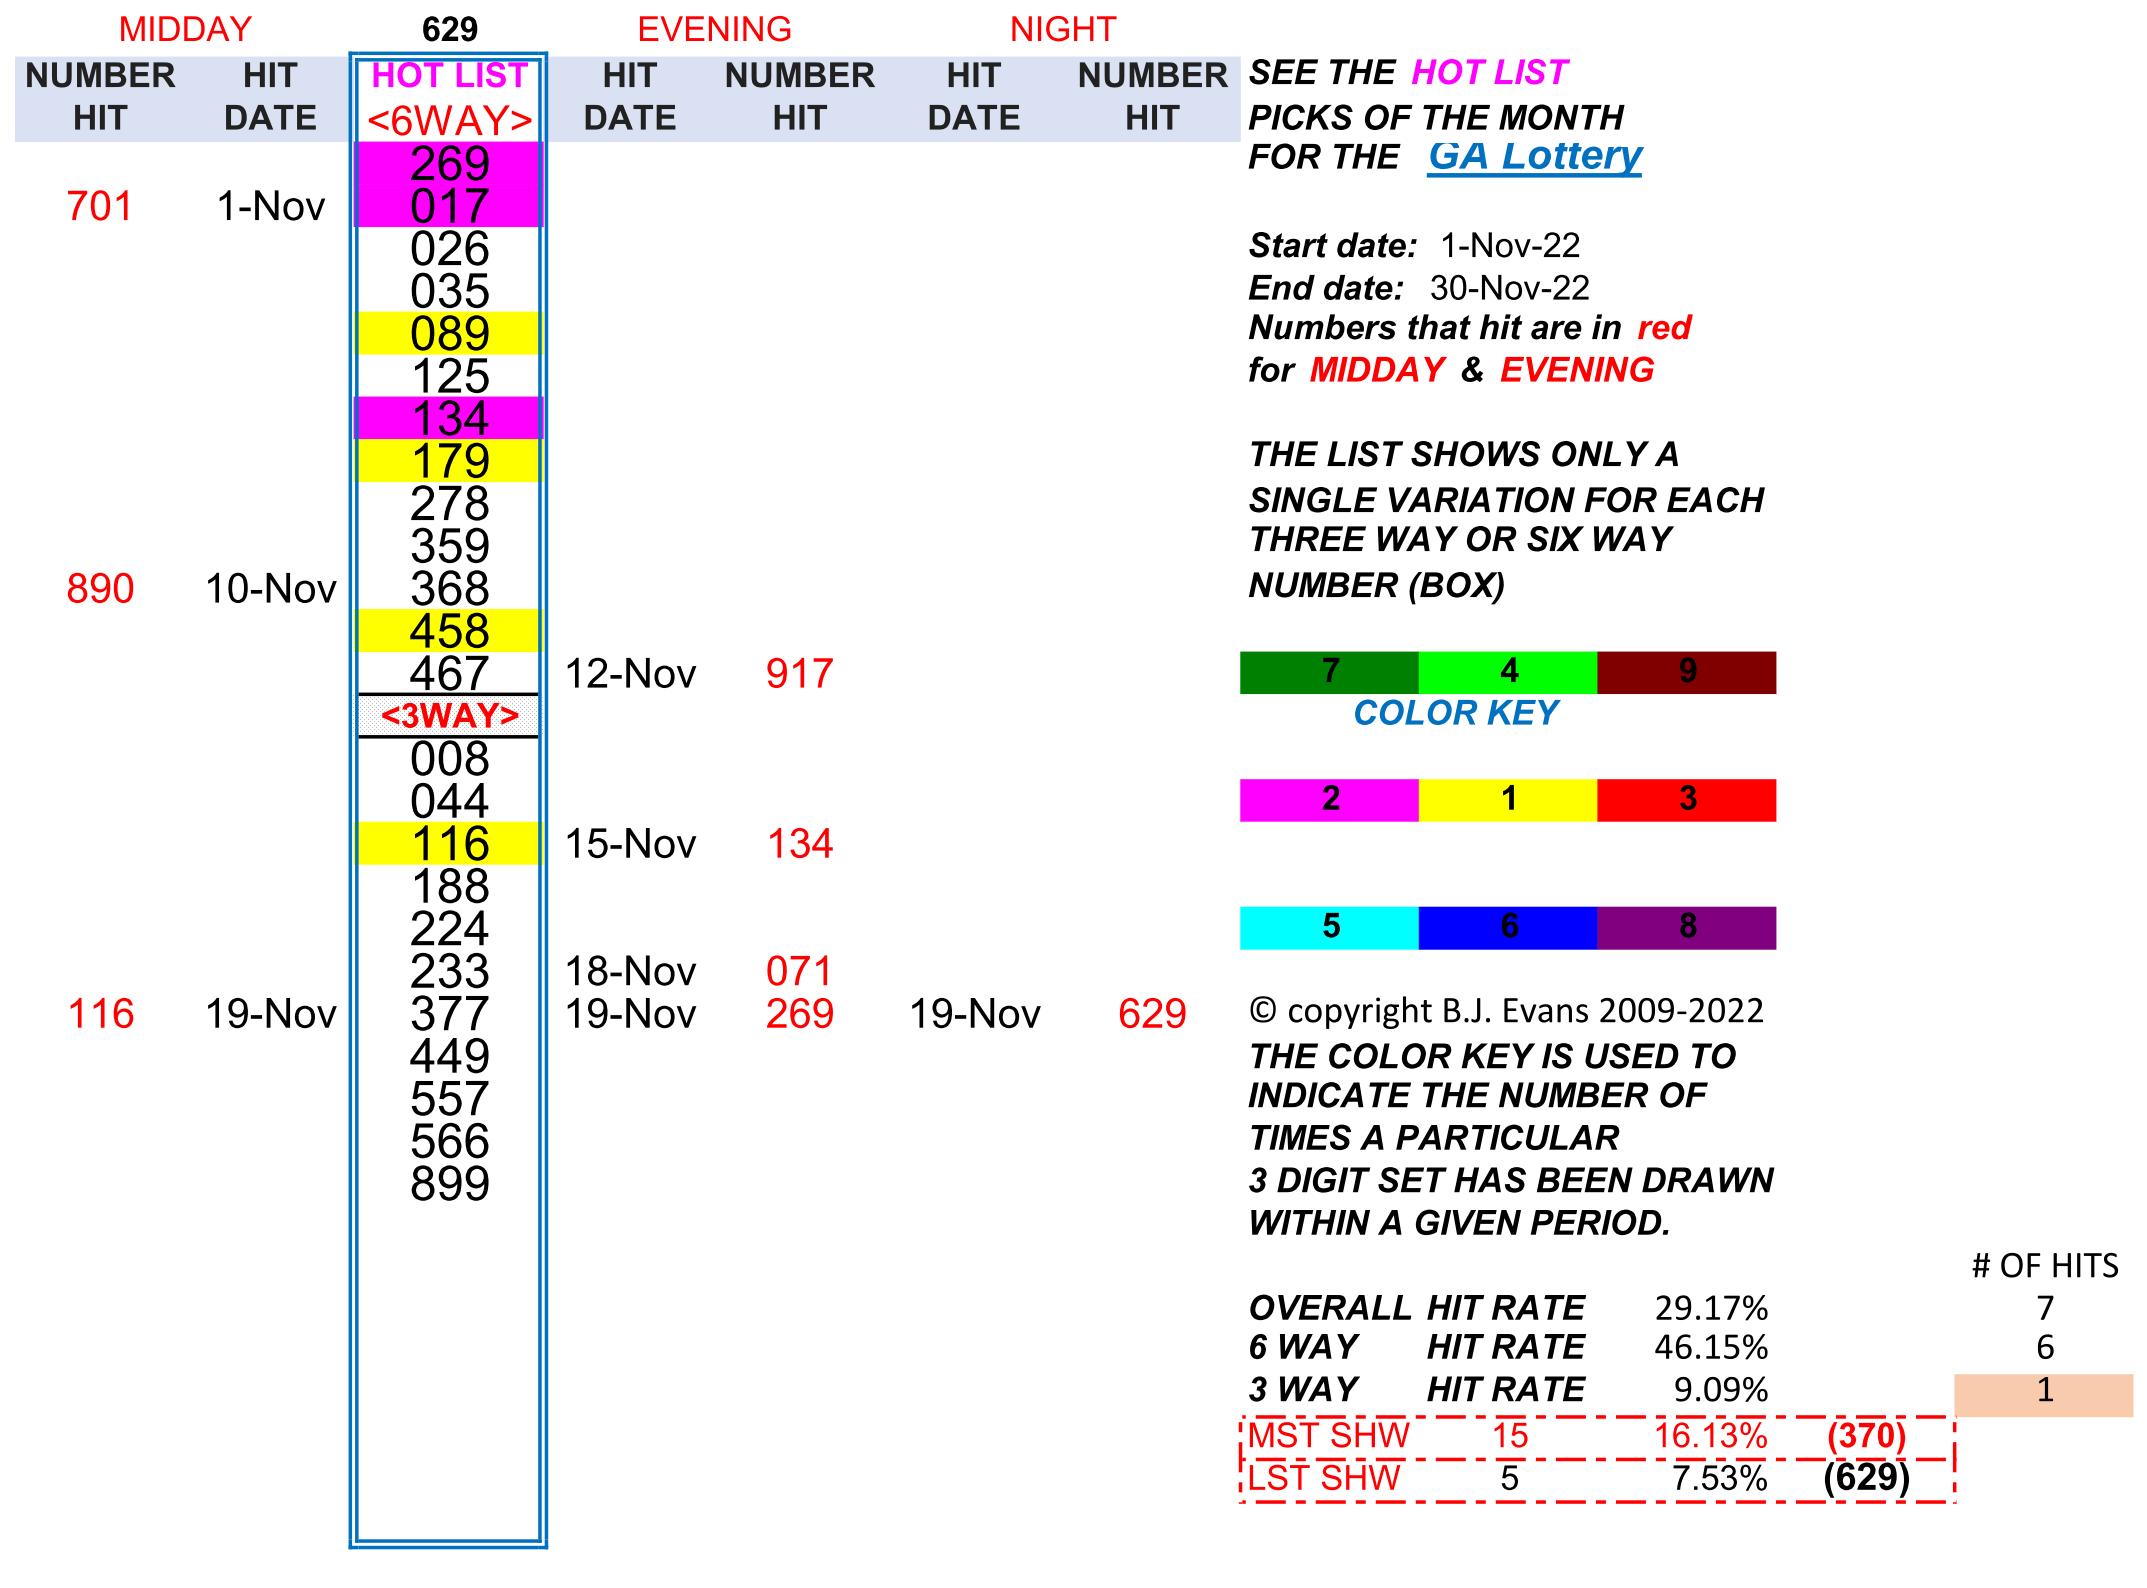 MIDDAY 629 EVENING NIGHT
NUMBER HIT HOT LIST HIT NUMBER HIT NUMBER SEE THE HOT LIST
HIT DATE <6WAY> DATE HIT DATE HIT PICKS OF THE MONTH
269 FOR THE GA Lottery
701 1-Nov 017
026 Start date: 1-Nov-22
035 End date: 30-Nov-22
089 Numbers that hit are in red
125 for MIDDAY & EVENING
134
179 THE LIST SHOWS ONLY A
278 SINGLE VARIATION FOR EACH
359 THREE WAY OR SIX WAY
890 10-Nov 368 NUMBER (BOX)
458
467 12-Nov 917 7 4 9
<3WAY> COLOR KEY
008
044 2 1 3
116 15-Nov 134
188
224 5 6 8
233 18-Nov 071
116 19-Nov 377 19-Nov 269 19-Nov 629 © copyright B.J. Evans 2009-2022
449 THE COLOR KEY IS USED TO
557 INDICATE THE NUMBER OF
566 TIMES A PARTICULAR
899 3 DIGIT SET HAS BEEN DRAWN
WITHIN A GIVEN PERIOD.
# OF HITS
OVERALL HIT RATE 29.17% 7
6 WAY HIT RATE 46.15% 6
3 WAY HIT RATE 9.09% 1
MST SHW 15 16.13% (370)
LST SHW 5 7.53% (629)